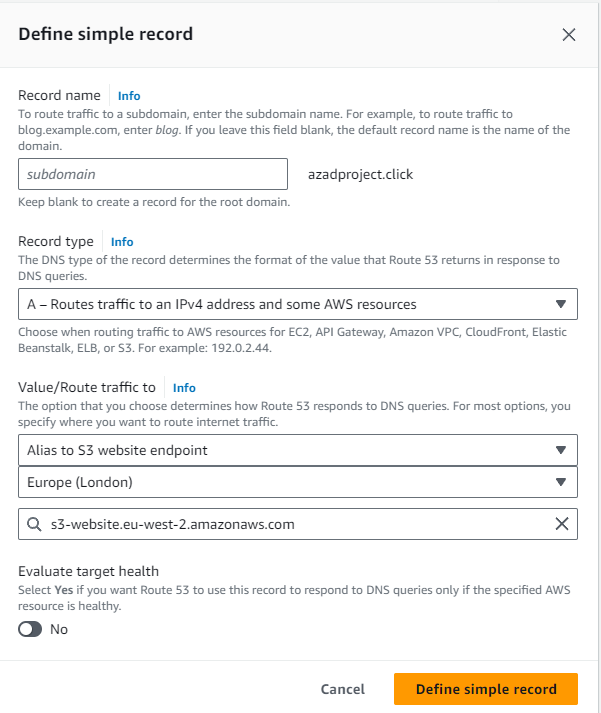 Define simple record
Record name Info
To route traffic to a subdomain, enter the subdomain name. For example, to route traffic to
blog.example.com, enter blog. If you leave this field blank, the default record name is the name of the
domain.
subdomain azadproject.click
Keep blank to create a record for the root domain.
Record type Info
The DNS type of the record determines the format of the value that Route 53 returns in response to
DNS queries.
A – Routes traffic to an IPv4 address and some AWS resources
Choose when routing traffic to AWS resources for EC2, API Gateway, Amazon VPC, CloudFront, Elastic
Beanstalk, ELB, or S3. For example: 192.0.2.44.
Value/Route traffic to Info
The option that you choose determines how Route 53 responds to DNS queries. For most options, you
specify where you want to route internet traffic.
Alias to S3 website endpoint
Europe (London)
s3-website.eu-west-2.amazonaws.com
Evaluate target health
Select Yes if you want Route 53 to use this record to respond to DNS queries only if the specified AWS
resource is healthy.
No
Cancel Define simple record